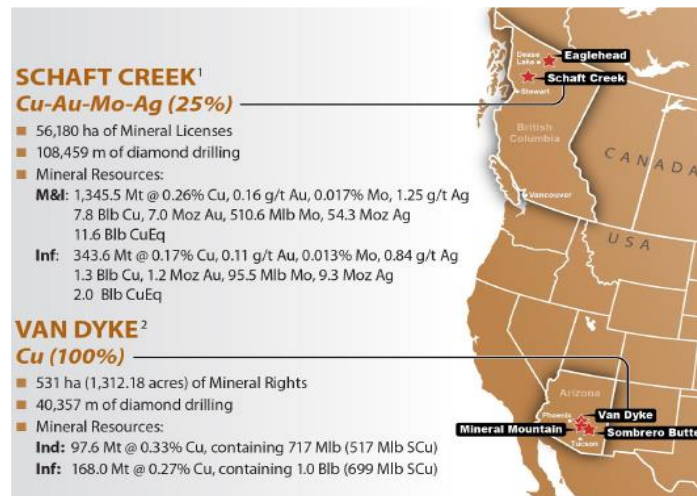 SCHAFT CREEK¹
Cu-Au-Mo-Ag (25%)
■ 56,180 ha of Mineral Licenses
■ 108,459 m of diamond drilling
■ Mineral Resources:
M&I: 1,345.5 Mt @ 0.26% Cu, 0.16 g/t Au, 0.017% Mo, 1.25 g/t Ag
7.8 Blb Cu, 7.0 Moz Au, 510.6 Mlb Mo, 54.3 Moz Ag
11.6 Blb CuEq
Inf: 343.6 Mt @ 0.17% Cu, 0.11 g/t Au, 0.013% Mo, 0.84 g/t Ag
1.3 Blb Cu, 1.2 Moz Au, 95.5 Mlb Mo, 9.3 Moz Ag
2.0 Blb CuEq
VAN DYKE²
Cu (100%)
■ 531 ha (1,312.18 acres) of Mineral Rights
■ 40,357 m of diamond drilling
■ Mineral Resources:
Ind: 97.6 Mt @ 0.33% Cu, containing 717 Mlb (517 Mlb SCu)
Inf: 168.0 Mt @ 0.27% Cu, containing 1.0 Blb (699 Mlb SCu)
Dease
Lake
Eaglehead
Schaft Creek
Stewart
British
Columbia
CANADA
Vancouver
USA
Arizona
Phoenix
Van Dyke
Mineral Mountain
Sombrero Butte
Tucson